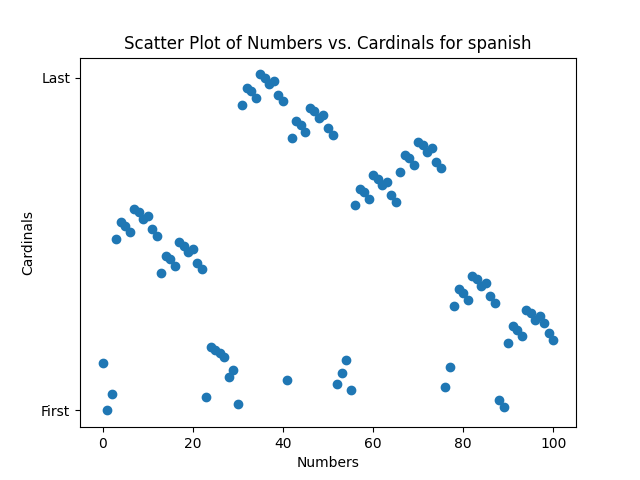 Scatter Plot of Numbers vs. Cardinals for spanish
Last
Cardinals
First
0 20 40 60 80 100
Numbers